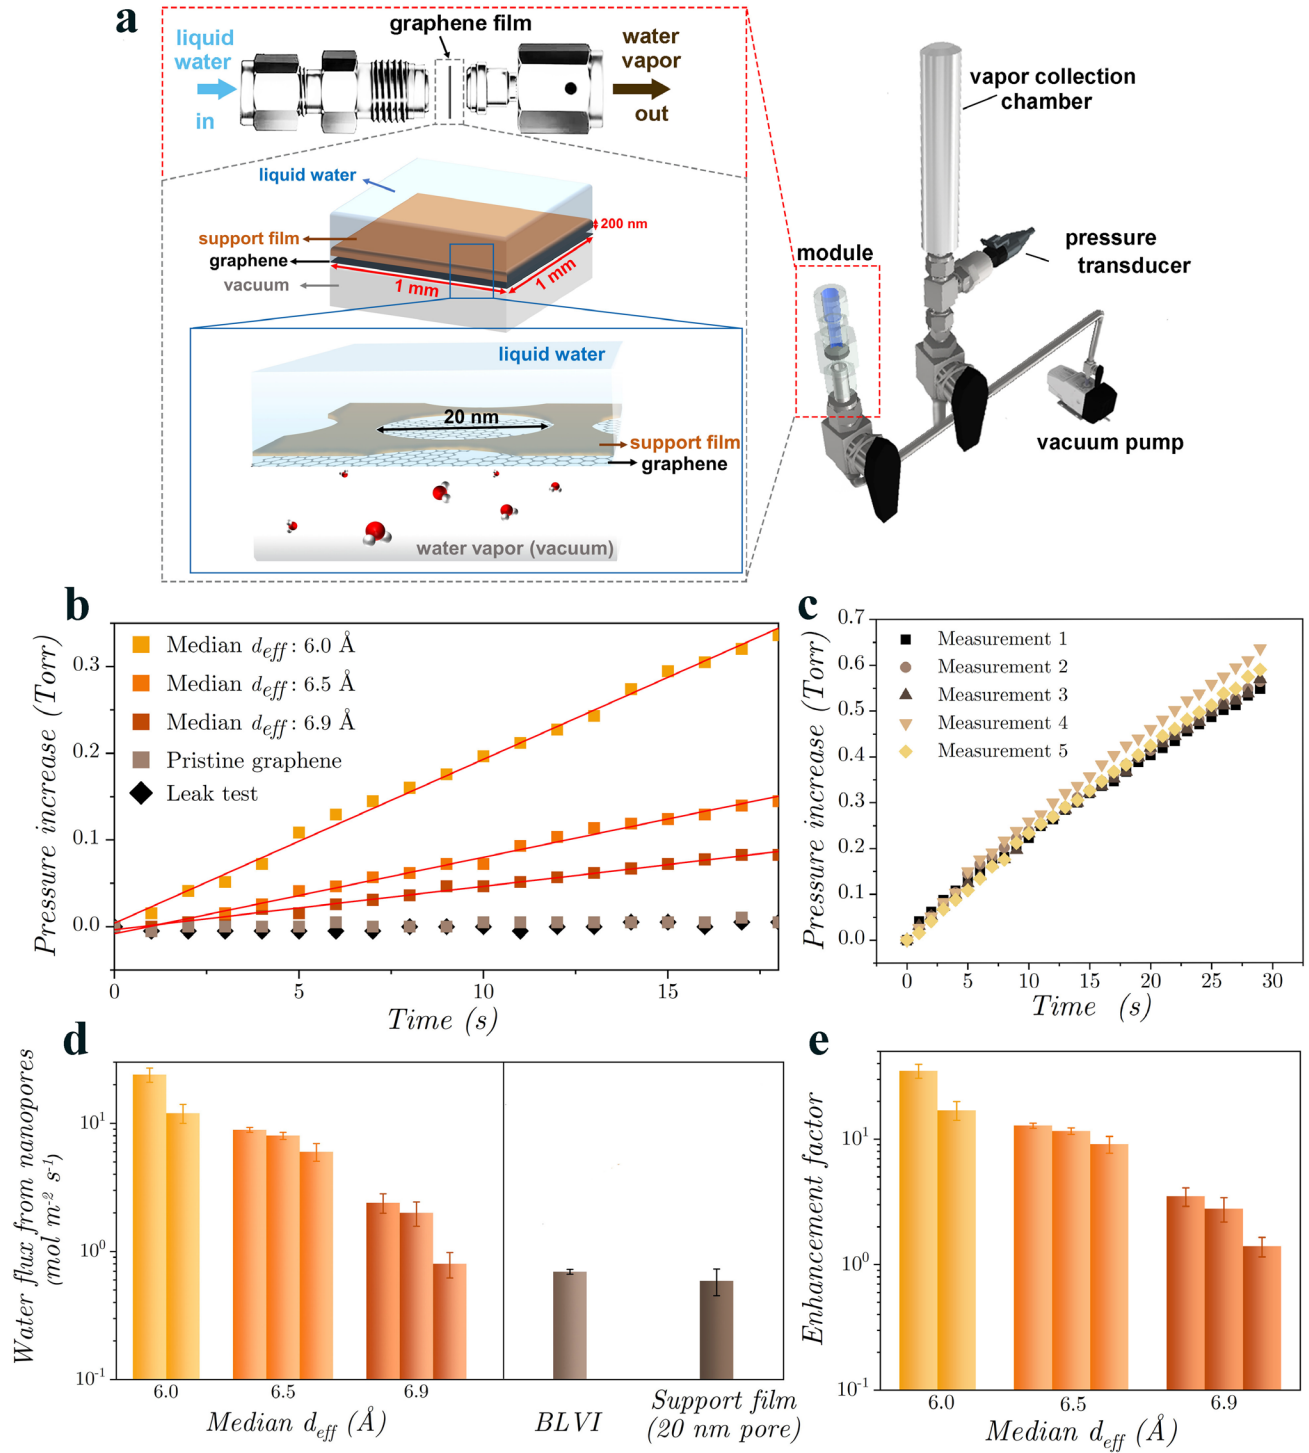 a
graphene film
liquid
water
in
water
vapor
out
liquid water
support film
graphene
vacuum
200 nm
1 mm
1 mm
liquid water
20 nm
support film
graphene
water vapor (vacuum)
vapor collection
chamber
module
pressure
transducer
vacuum pump
b
Pressure increase (Torr)
0.3
0.2
0.1
0.0
Median d_eff : 6.0 Å
Median d_eff : 6.5 Å
Median d_eff : 6.9 Å
Pristine graphene
Leak test
0 5 10 15
Time (s)
c
Pressure increase (Torr)
0.7
0.6
0.5
0.4
0.3
0.2
0.1
0.0
Measurement 1
Measurement 2
Measurement 3
Measurement 4
Measurement 5
0 5 10 15 20 25 30
Time (s)
d
Water flux from nanopores
(mol m⁻² s⁻¹)
10¹
10⁰
10⁻¹
6.0 6.5 6.9
Median d_eff (Å)
BLVI
Support film
(20 nm pore)
e
Enhancement factor
10¹
10⁰
10⁻¹
6.0 6.5 6.9
Median d_eff (Å)